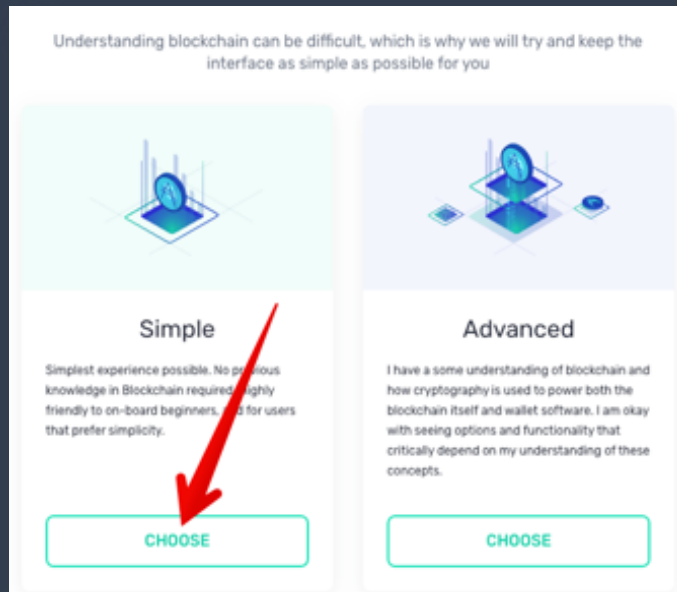 Understanding blockchain can be difficult, which is why we will try and keep the
interface as simple as possible for you
Simple
Simplest experience possible. No
knowledge in Blockchain required
friendly to on-board beginners, for users
that prefer simplicity.
CHOOSE
Advanced
I have a some understanding of blockchain and
how cryptography is used to power both the
blockchain itself and wallet software. I am okay
with seeing options and functionality that
critically depend on my understanding of these
concepts.
CHOOSE